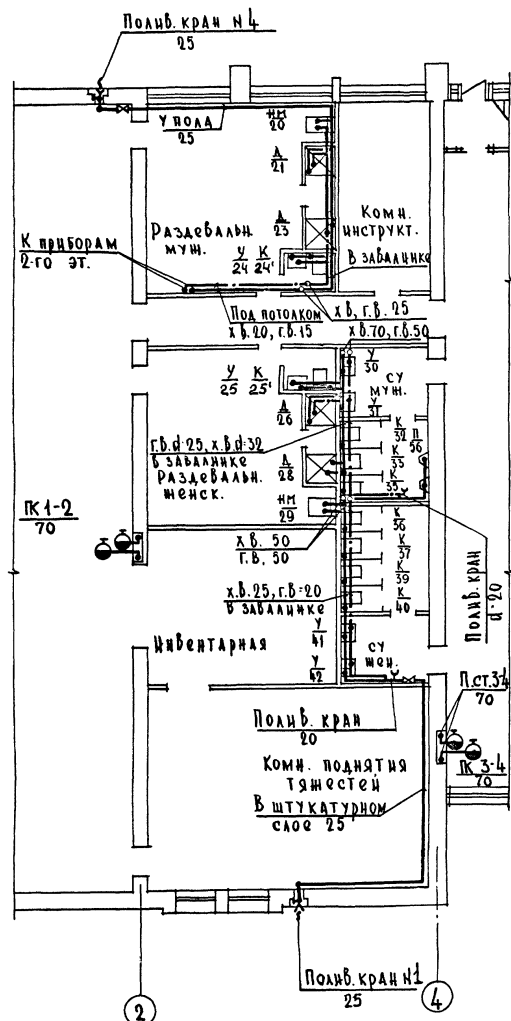 Полив. кран N4
25
У пола
25
НМ
20
Д
21
Д
23
Раздевальн.
муж.
Комн.
инструкт.
К приборам
2-го эт.
У К
24 24'
В завалинке
Под потолком
х.в.20, г.в.15
х.в, г.в. 25
х.в.70, г.в.50
У К
25 25'
У
30
СУ
муж.
У
31
Д
26
К
32
П
56
г.в.d-25, х.в.d-32
в завалинке
Раздевальн.
женск.
К
33
Д
28
К
35
НМ
29
ПК 1-2
70
К
36
х.в. 50
г.в. 50
К
37
К
39
х.в.25, г.в-20
в завалинке
К
40
Полив. кран
d-20
У
41
Инвентарная
СУ
жен.
У
42
Полив. кран
20
П.ст.3-4
70
Комн. поднятия
тяжестей
ПК 3-4
70
В штукатурном
слое 25
Полив. кран N1
25
2
4